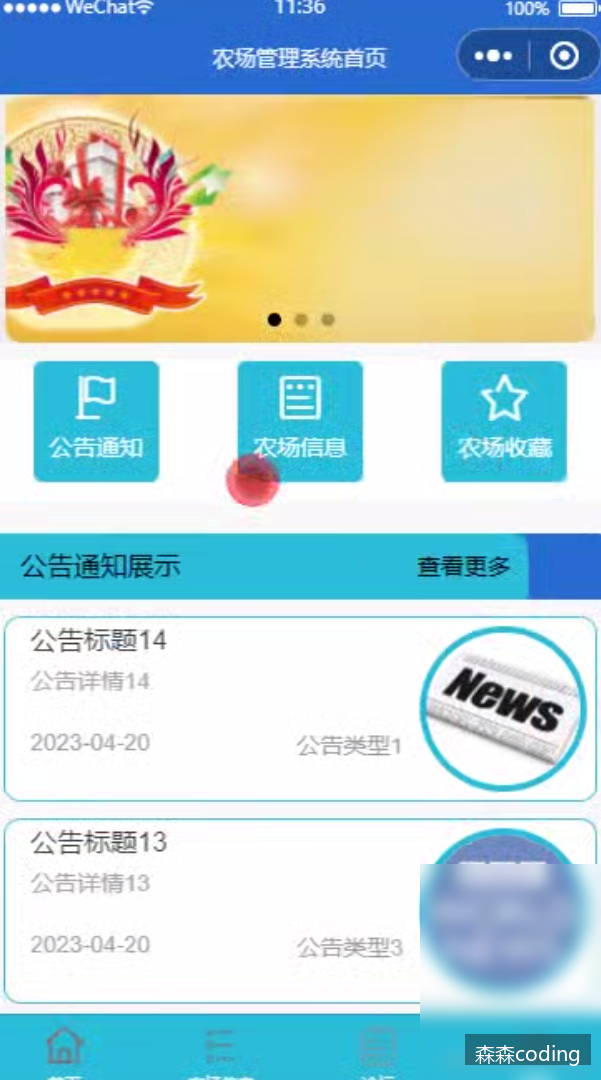 WeChat 11:36 100%
农场管理系统首页
公告通知 农场信息 农场收藏
公告通知展示 查看更多
公告标题14
公告详情14
2023-04-20 公告类型1
News
公告标题13
公告详情13
2023-04-20 公告类型3
森森coding